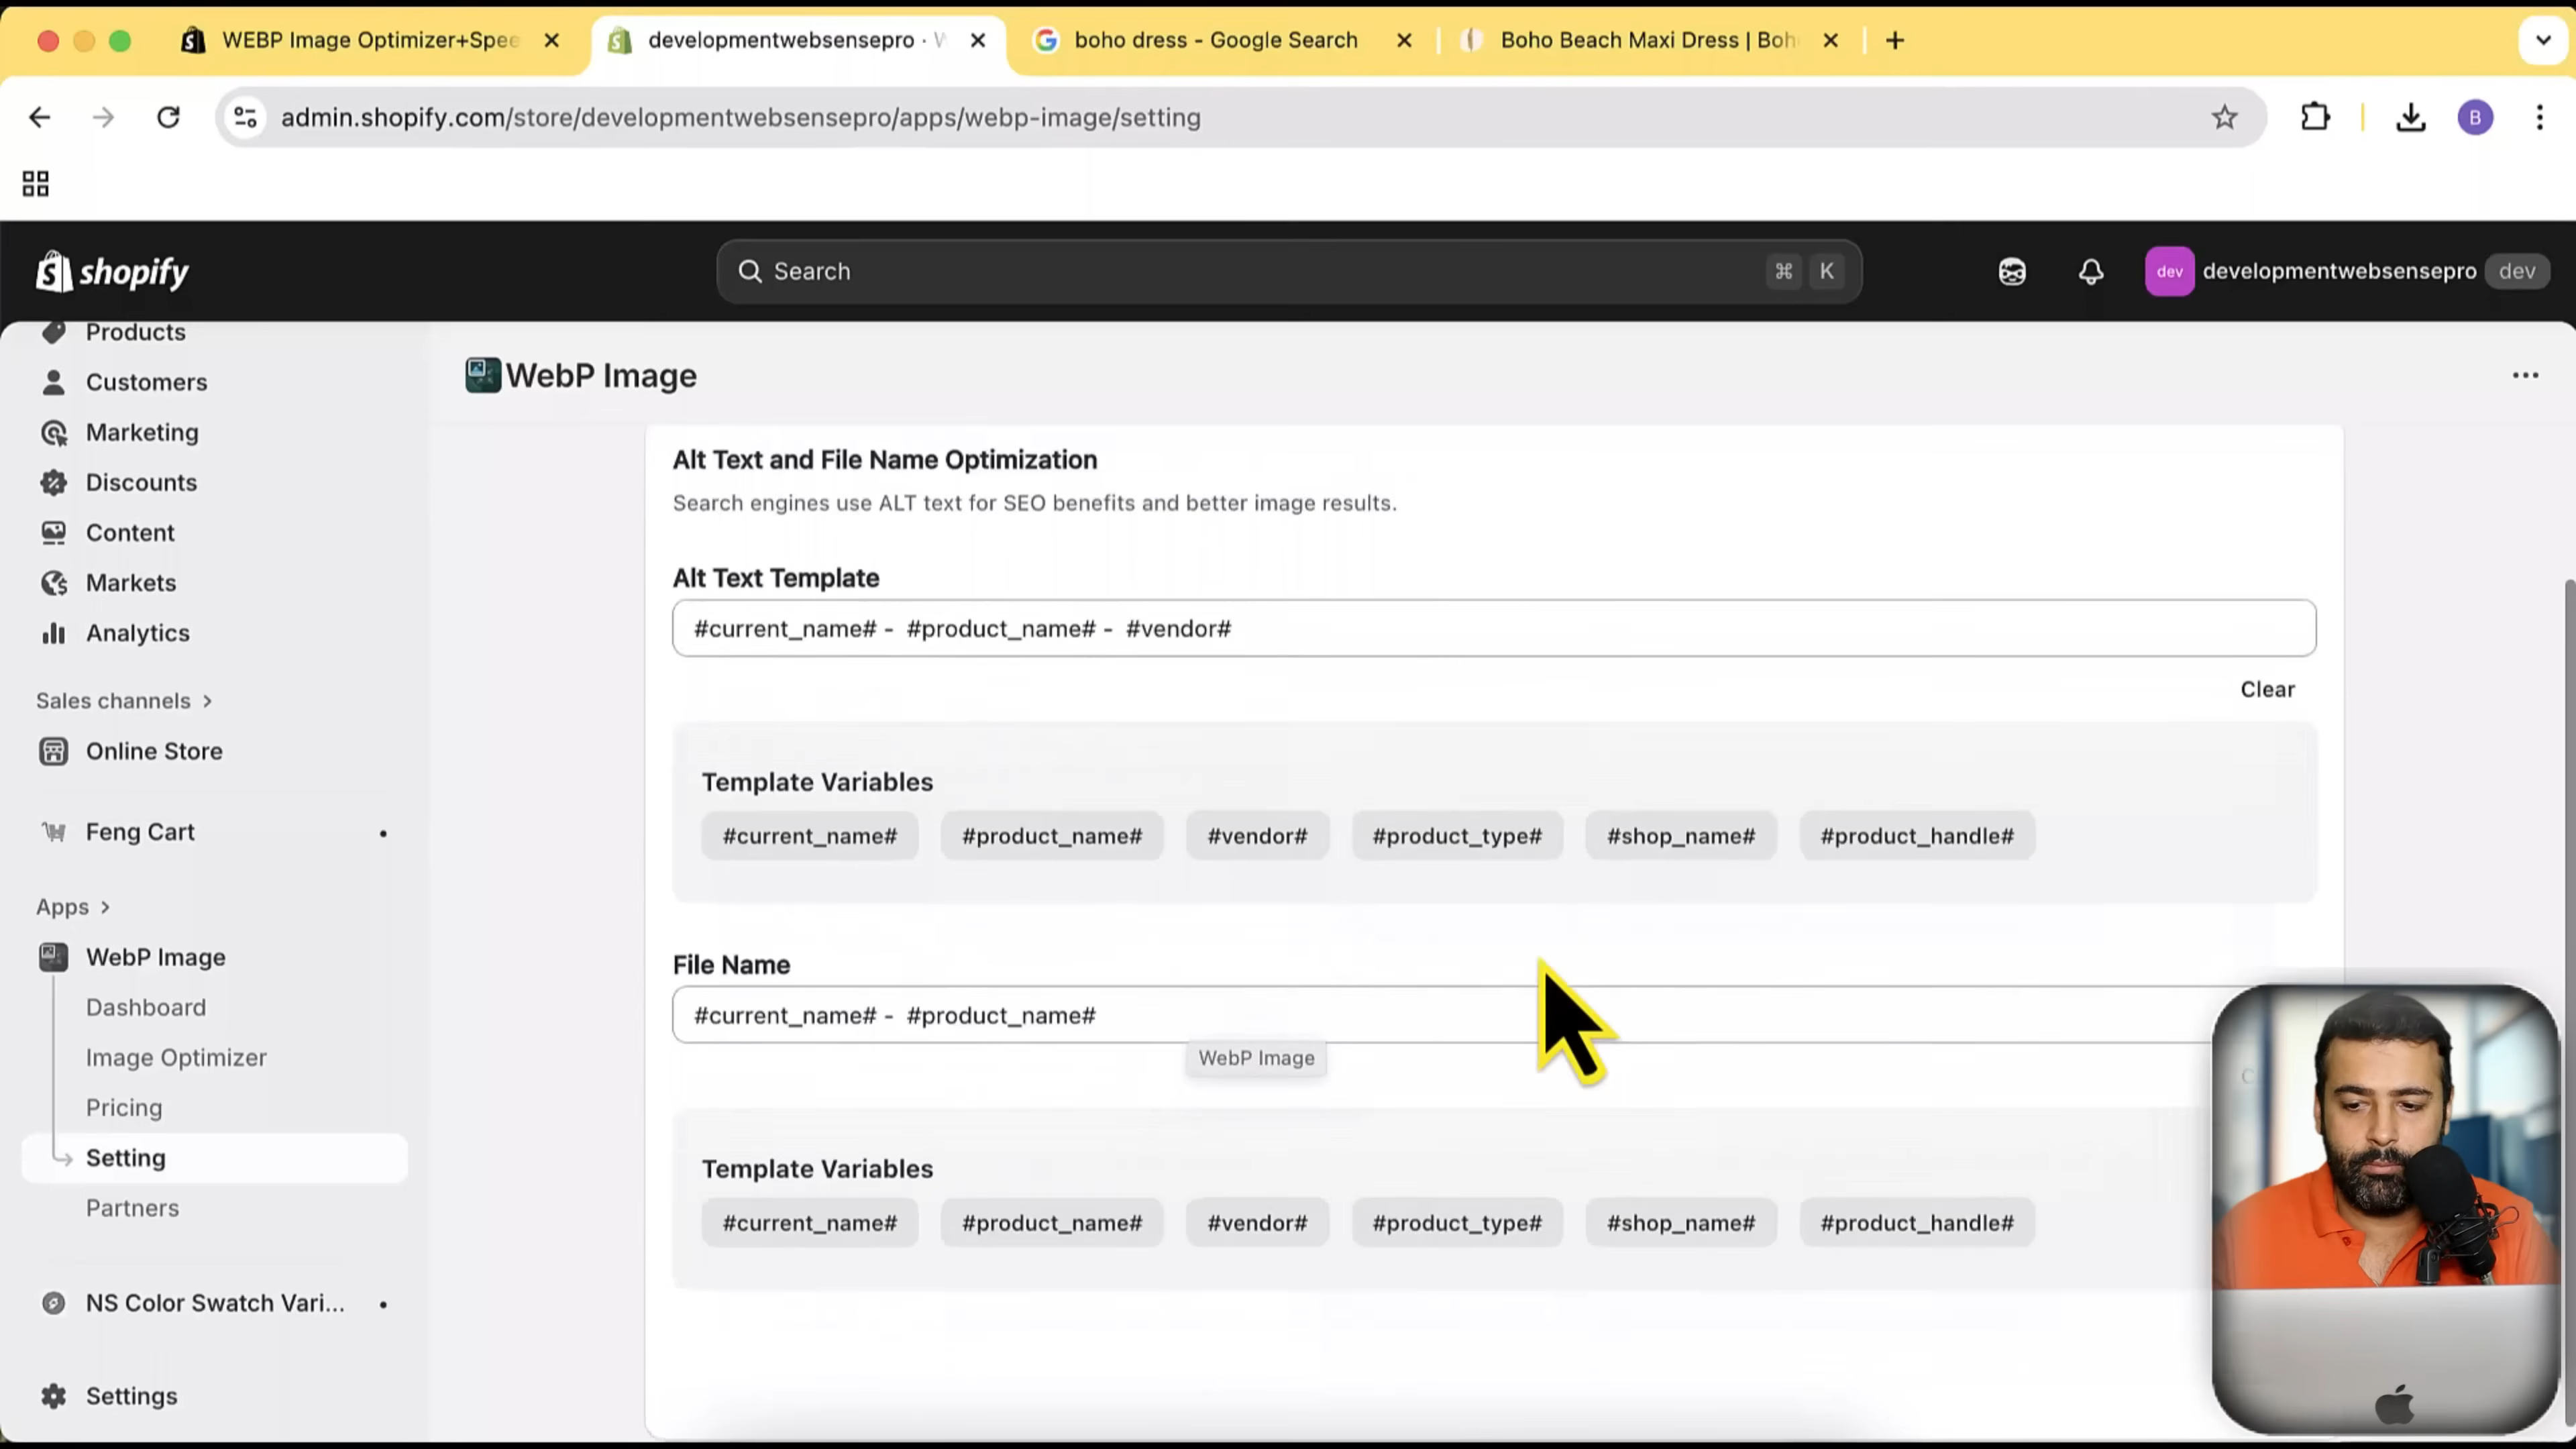 WEBP Image Optimizer+Spee
developmentwebsensepro ·
boho dress - Google Search
Boho Beach Maxi Dress | Boh
admin.shopify.com/store/developmentwebsensepro/apps/webp-image/setting
B
shopify
Search
⌘ K
dev
developmentwebsensepro
dev
Products
Customers
Marketing
Discounts
Content
Markets
Analytics
Sales channels
Online Store
Feng Cart
Apps
WebP Image
Dashboard
Image Optimizer
Pricing
Setting
Partners
NS Color Swatch Vari...
Settings
WebP Image
Alt Text and File Name Optimization
Search engines use ALT text for SEO benefits and better image results.
Alt Text Template
#current_name# - #product_name# - #vendor#
Clear
Template Variables
#current_name# #product_name# #vendor# #product_type# #shop_name# #product_handle#
File Name
#current_name# - #product_name#
WebP Image
Template Variables
#current_name# #product_name# #vendor# #product_type# #shop_name# #product_handle#